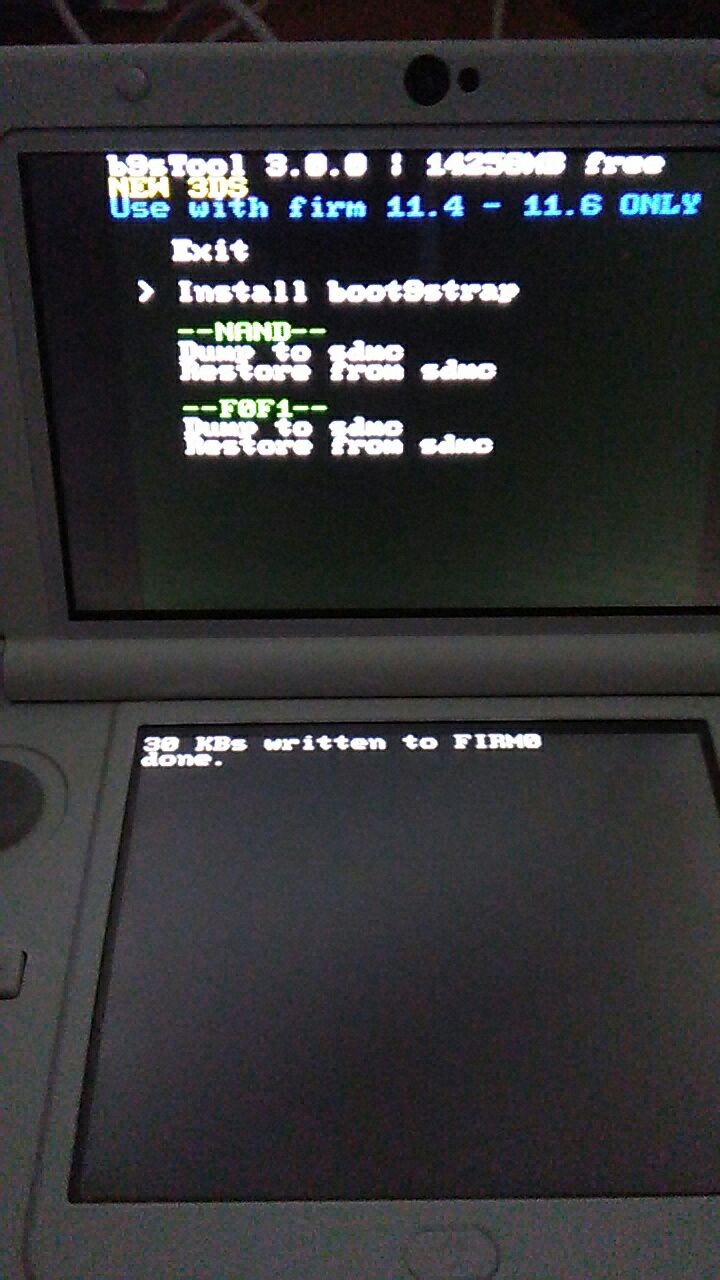 b9sTool 3.0.0 | 14258MB free
NEW 3DS
Use with firm 11.4 - 11.6 ONLY
Exit
> Install boot9strap
--NAND--
Dump to sdmc
Restore from sdmc
--F0F1--
Dump to sdmc
Restore from sdmc
30 KBs written to FIRM0
done.